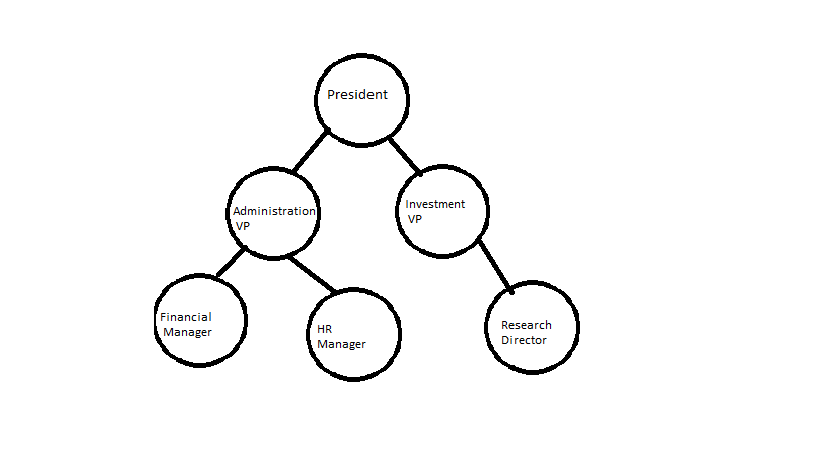 President
Administration
VP
Investment
VP
Financial
Manager
HR
Manager
Research
Director